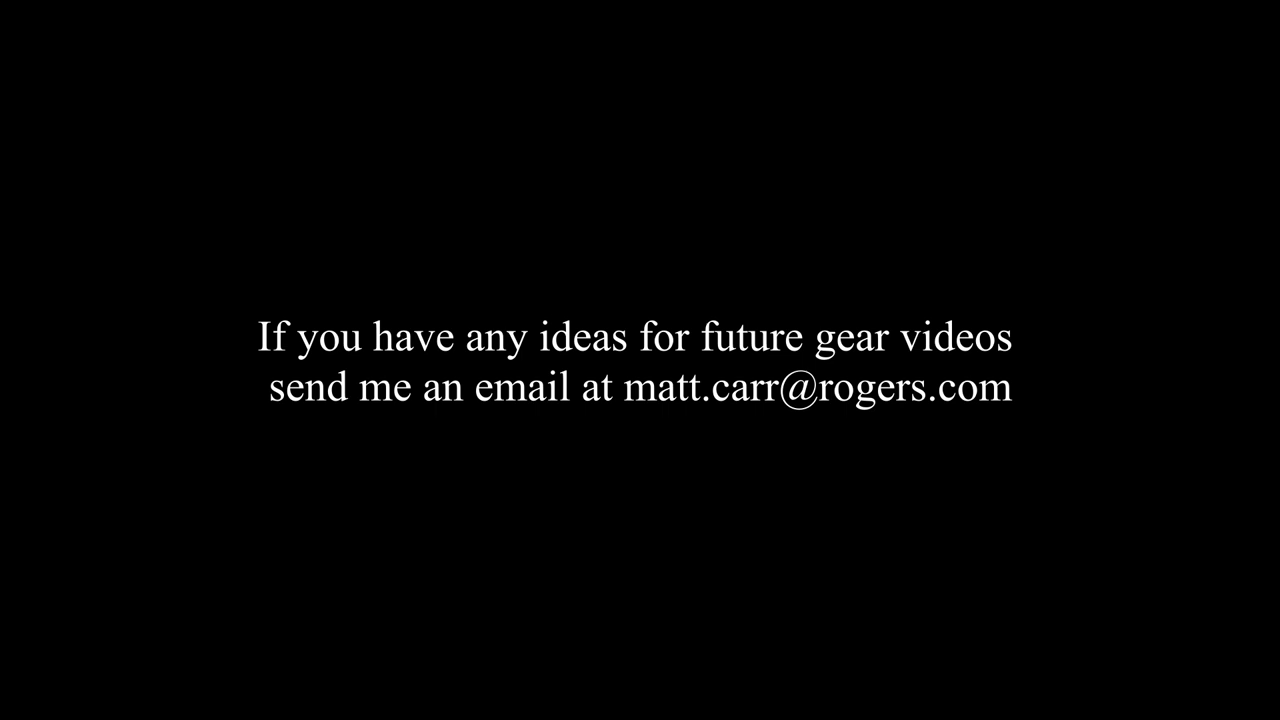 If you have any ideas for future gear videos
send me an email at matt.carr@rogers.com